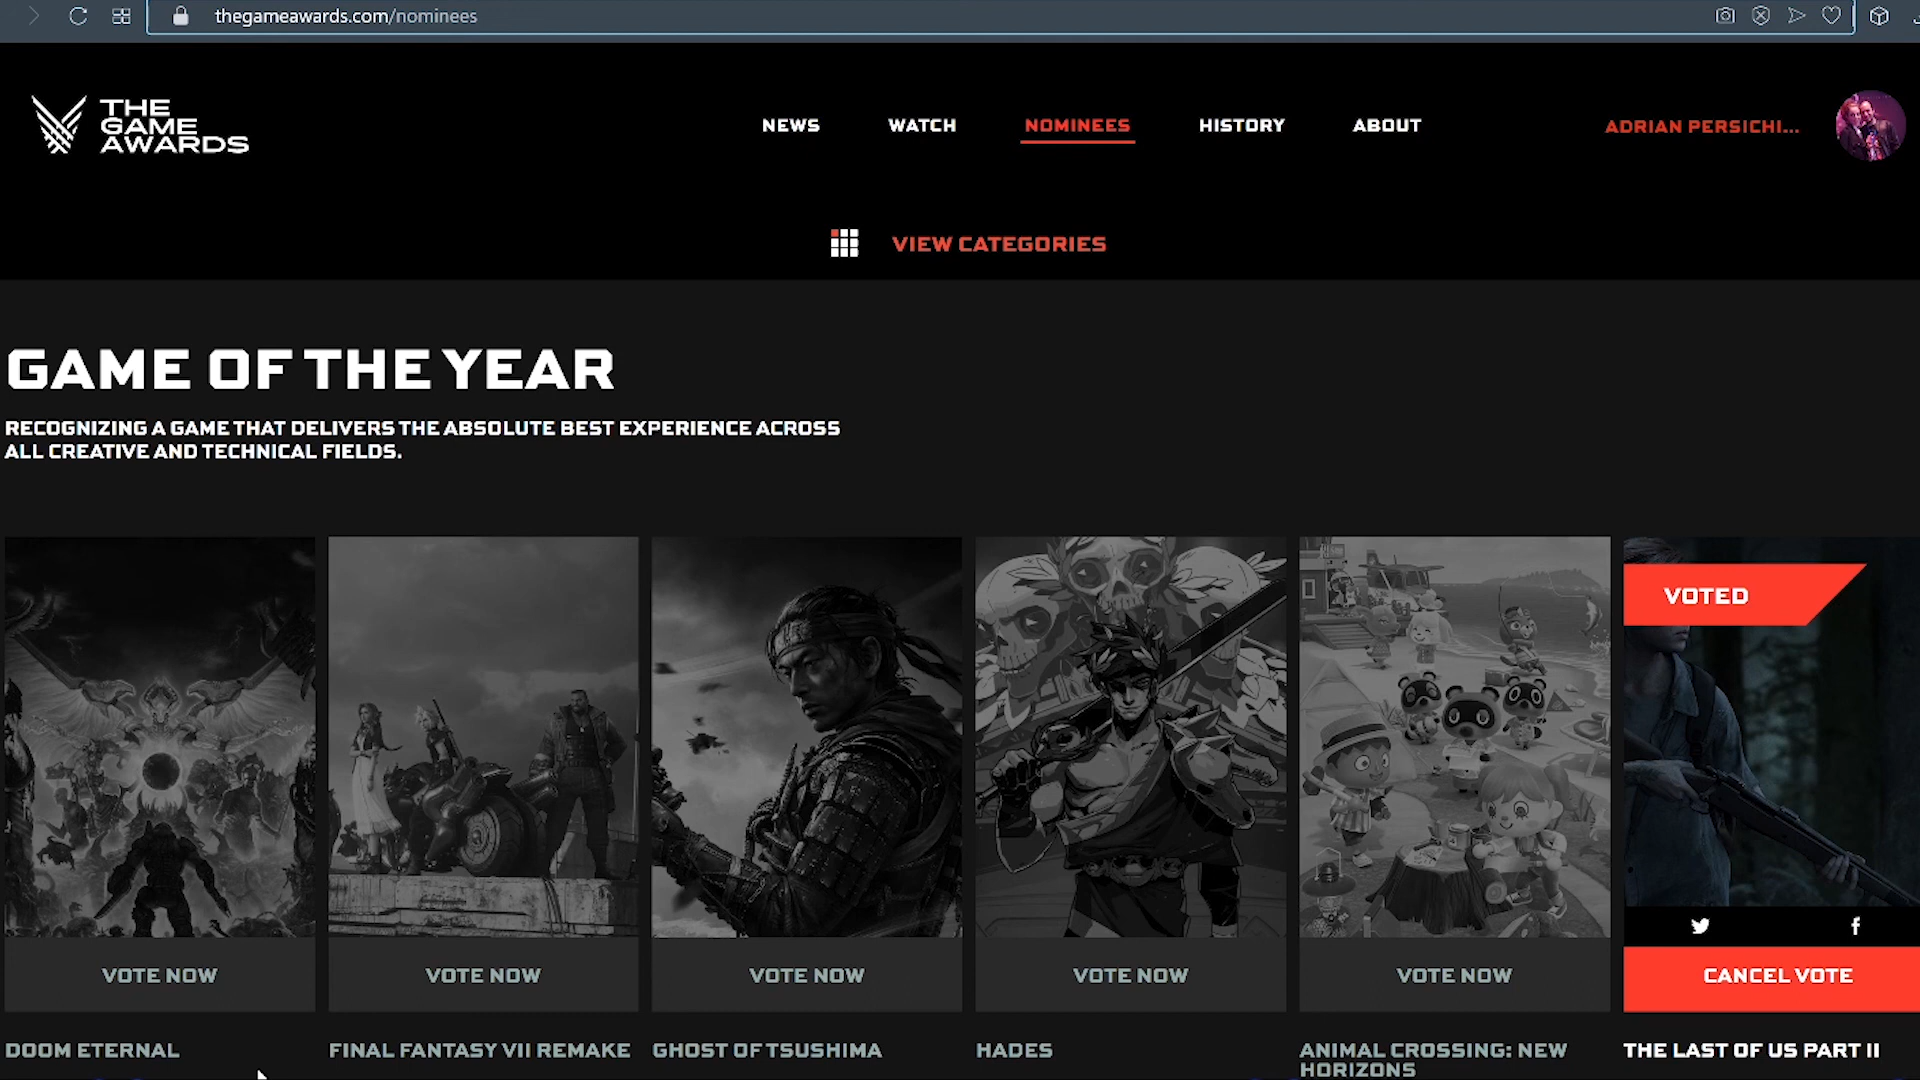 thegameawards.com/nominees
THE
GAME
AWARDS
NEWS
WATCH
NOMINEES
HISTORY
ABOUT
ADRIAN PERSICHI...
VIEW CATEGORIES
GAME OF THE YEAR
RECOGNIZING A GAME THAT DELIVERS THE ABSOLUTE BEST EXPERIENCE ACROSS
ALL CREATIVE AND TECHNICAL FIELDS.
VOTED
VOTE NOW
VOTE NOW
VOTE NOW
VOTE NOW
VOTE NOW
CANCEL VOTE
DOOM ETERNAL
FINAL FANTASY VII REMAKE
GHOST OF TSUSHIMA
HADES
ANIMAL CROSSING: NEW
HORIZONS
THE LAST OF US PART II